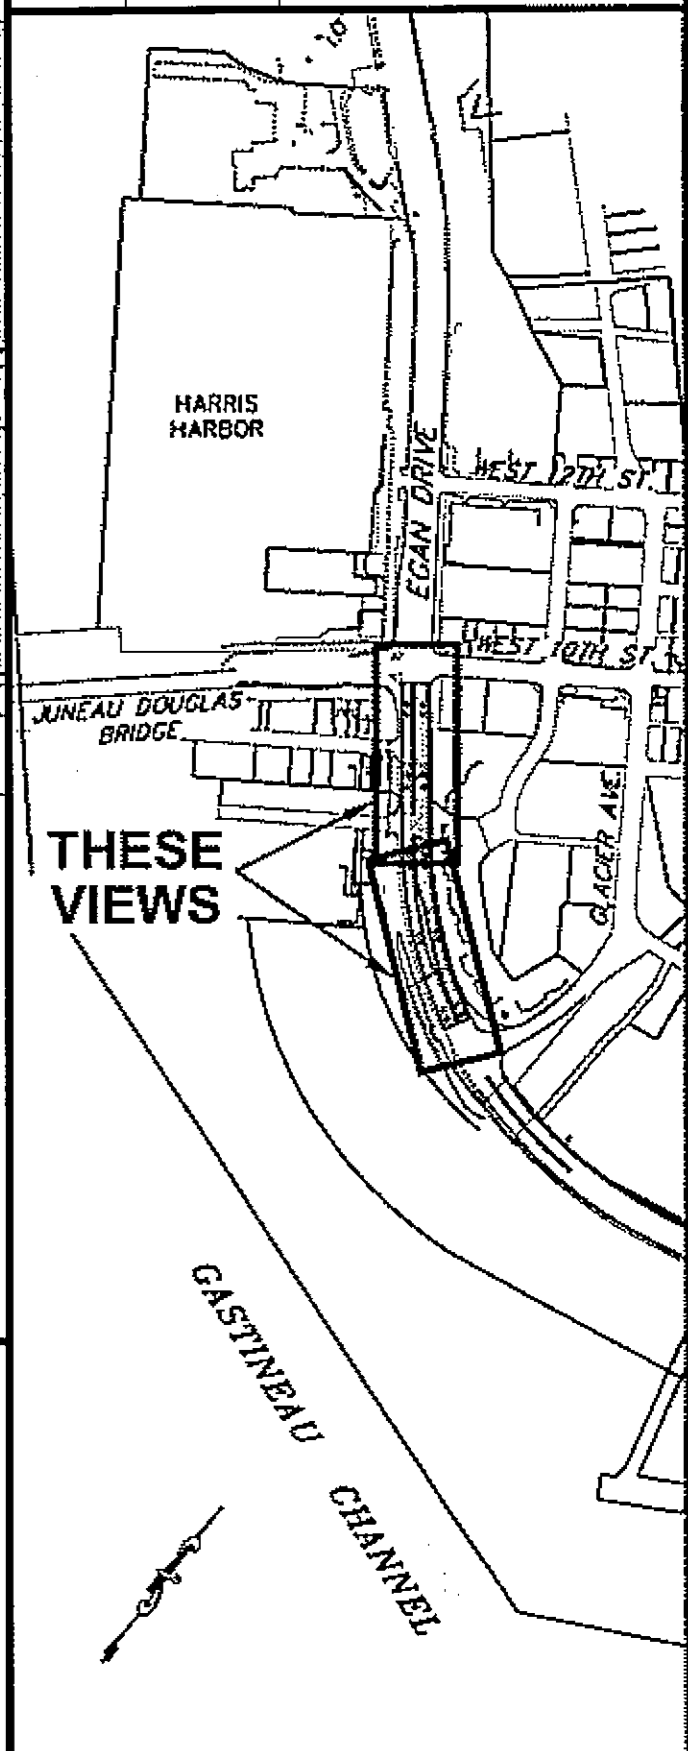 HARRIS
HARBOR
EGAN DRIVE
WEST 12TH ST.
WEST 10TH ST
JUNEAU DOUGLAS
BRIDGE
GLACIER AVE.
THESE
VIEWS
GASTINEAU
CHANNEL